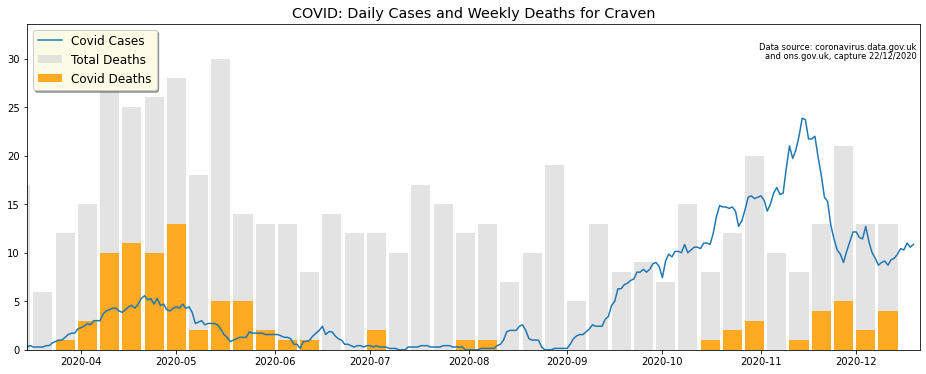 COVID: Daily Cases and Weekly Deaths for Craven
Covid Cases
Total Deaths
Covid Deaths
Data source: coronavirus.data.gov.uk
and ons.gov.uk, capture 22/12/2020
30
25
20
15
10
5
0
2020-04 2020-05 2020-06 2020-07 2020-08 2020-09 2020-10 2020-11 2020-12